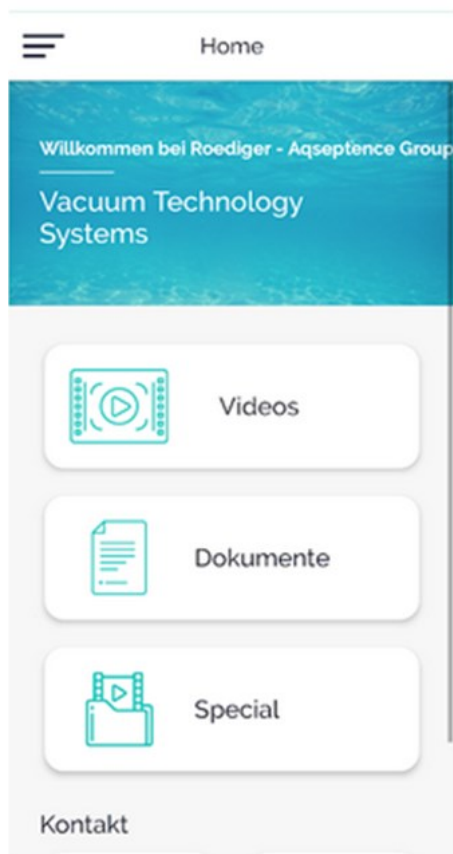 Home
Willkommen bei Roediger - Aqseptence Group
Vacuum Technology
Systems
Videos
Dokumente
Special
Kontakt